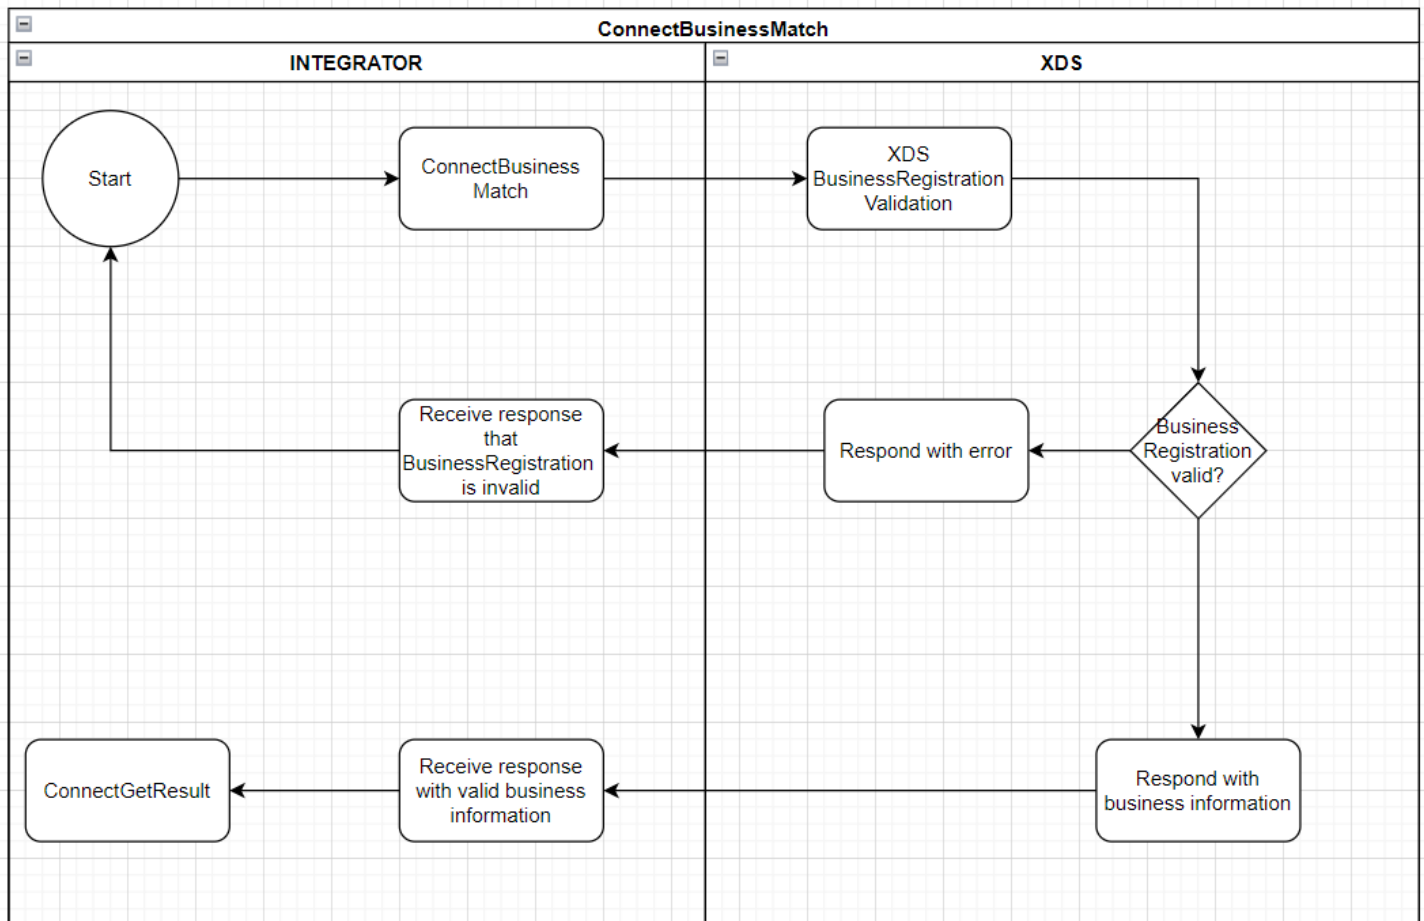 ConnectBusinessMatch
INTEGRATOR
XDS
Start
ConnectBusiness
Match
XDS
BusinessRegistration
Validation
Receive response
that
BusinessRegistration
is invalid
Respond with error
Business
Registration
valid?
ConnectGetResult
Receive response
with valid business
information
Respond with
business information